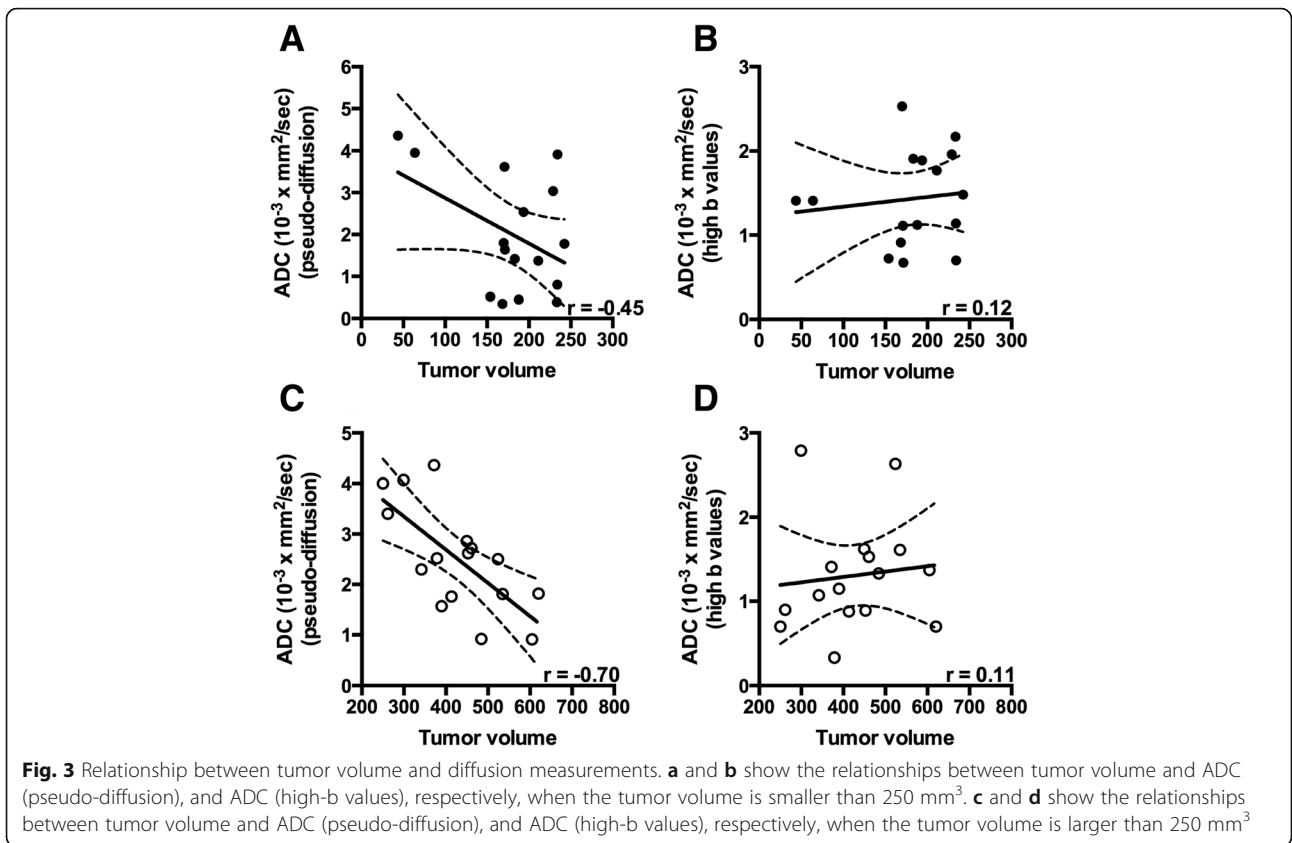 A
ADC (10⁻³ x mm²/sec)
(pseudo-diffusion)
6
5
4
3
2
1
0
0 50 100 150 200 250 300
r = -0.45
Tumor volume
B
ADC (10⁻³ x mm²/sec)
(high b values)
3
2
1
0
0 50 100 150 200 250 300
r = 0.12
Tumor volume
C
ADC (10⁻³ x mm²/sec)
(pseudo-diffusion)
5
4
3
2
1
0
200 300 400 500 600 700 800
r = -0.70
Tumor volume
D
ADC (10⁻³ x mm²/sec)
(high b values)
3
2
1
0
200 300 400 500 600 700 800
r = 0.11
Tumor volume
Fig. 3 Relationship between tumor volume and diffusion measurements. a and b show the relationships between tumor volume and ADC
(pseudo-diffusion), and ADC (high-b values), respectively, when the tumor volume is smaller than 250 mm³. c and d show the relationships
between tumor volume and ADC (pseudo-diffusion), and ADC (high-b values), respectively, when the tumor volume is larger than 250 mm³